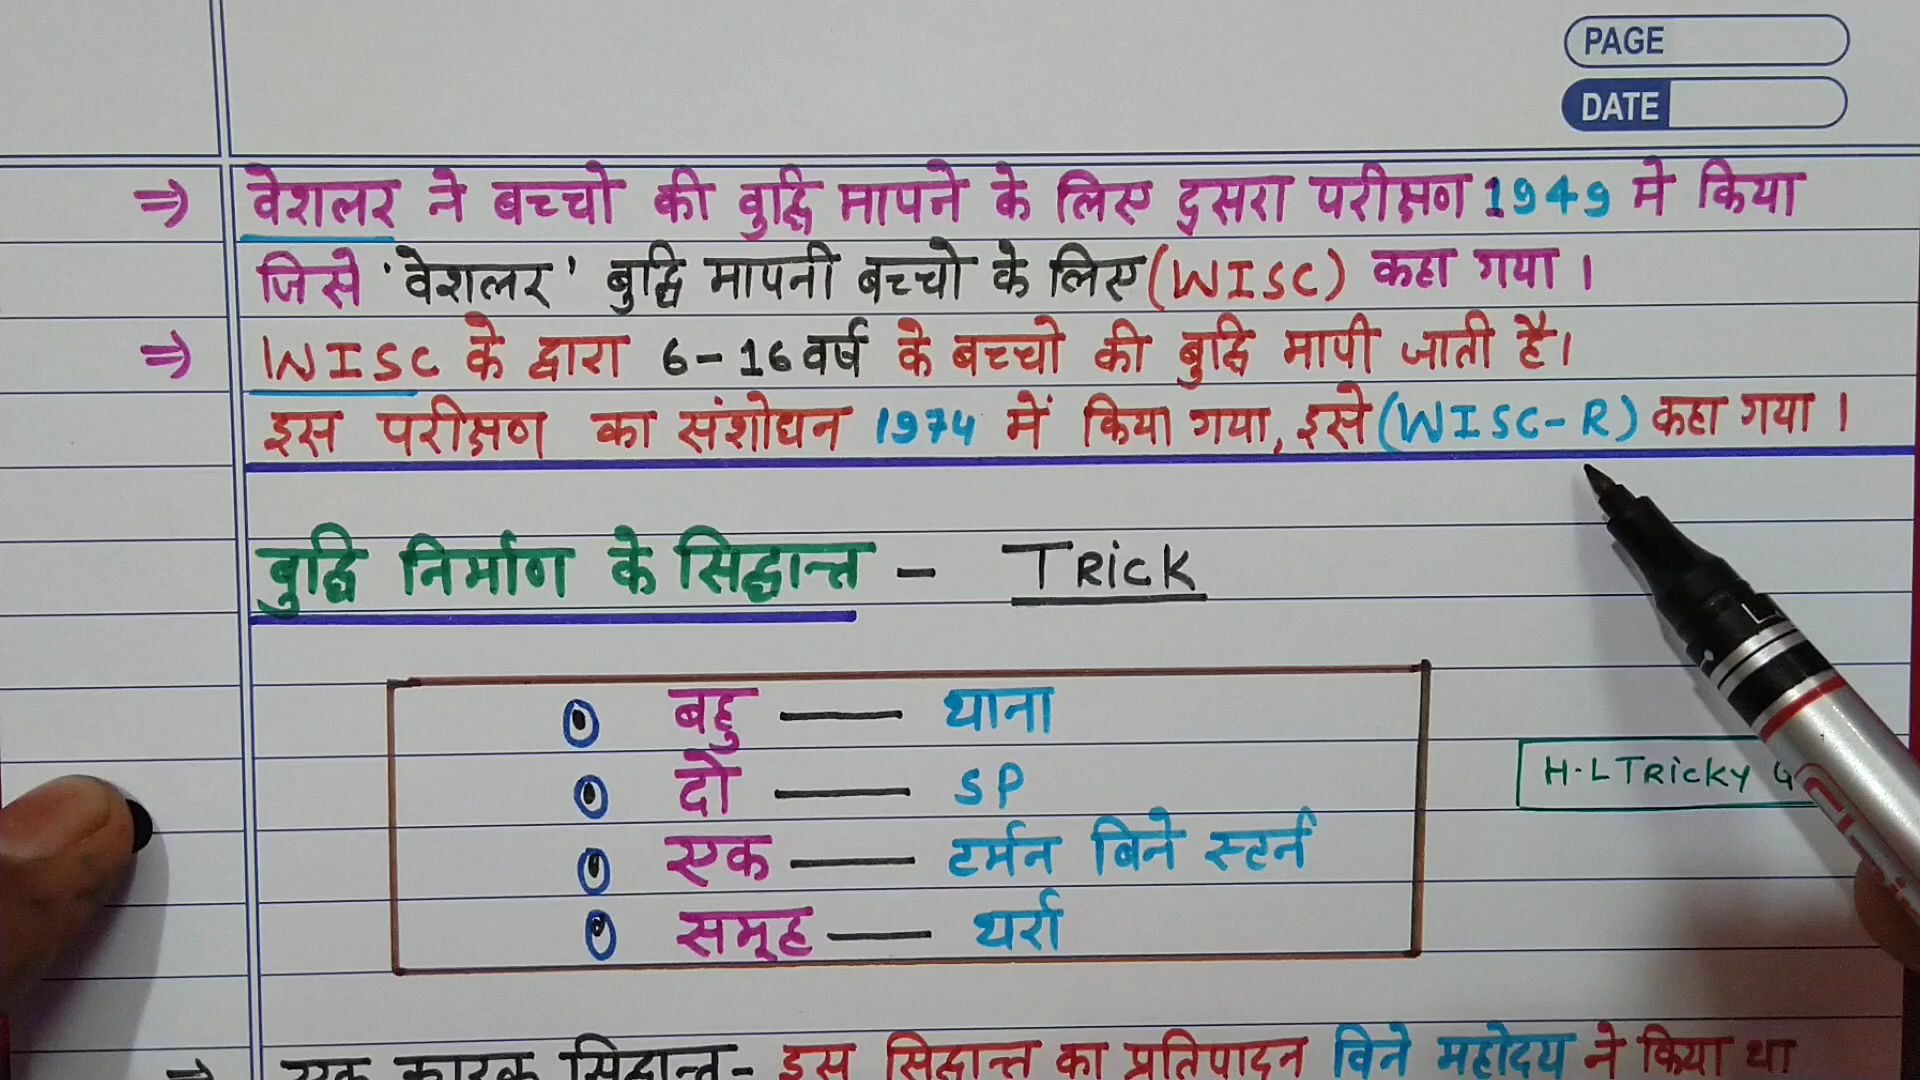 PAGE
DATE
⇒ वेशलर ने बच्चो की बुद्धि मापने के लिए दुसरा परीक्षण 1949 मे किया
जिसे 'वेशलर' बुद्धि मापनी बच्चो के लिए (WISC) कहा गया ।
⇒ WISC के द्वारा 6-16 वर्ष के बच्चो की बुद्धि मापी जाती है।
इस परीक्षण का संशोधन 1974 में किया गया, इसे (WISC-R) कहा गया ।
बुद्धि निर्माण के सिद्धान्त - TRiCK
बहु — थाना
दो — SP
H.L TRicKY G
एक — टर्मन बिने स्टर्न
समूह — थर्स
⇒ एक कारक सिद्धान्त- इस सिद्धान्त का प्रतिपादन विने महोदय ने किया था